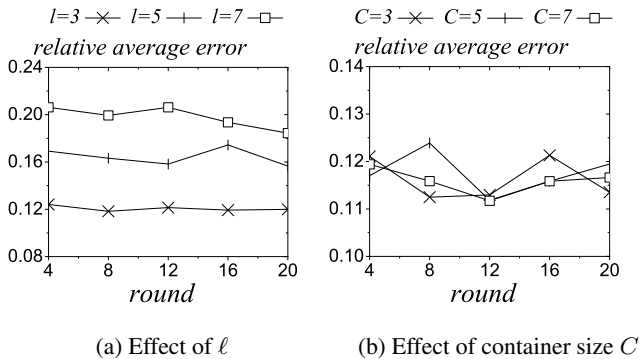 l=3 l=5 l=7
relative average error
0.24
0.20
0.16
0.12
0.08
4 8 12 16 20
round
(a) Effect of ℓ
C=3 C=5 C=7
relative average error
0.14
0.13
0.12
0.11
0.10
4 8 12 16 20
round
(b) Effect of container size C